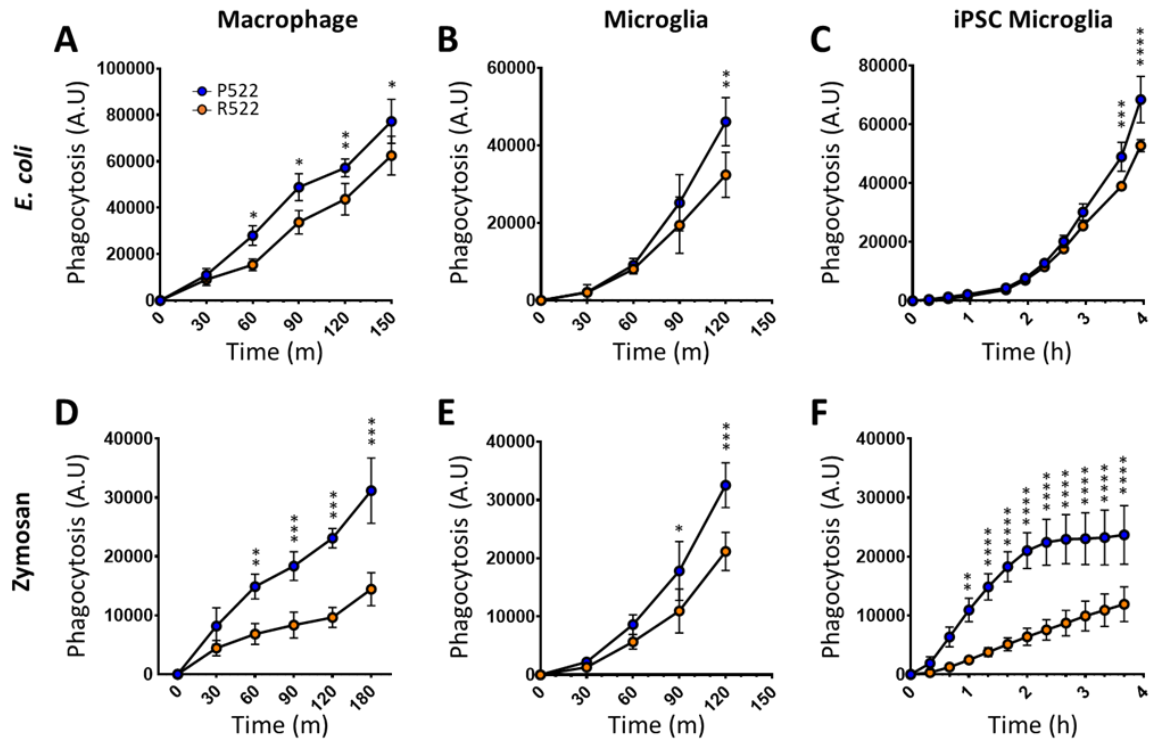 Macrophage
Microglia
iPSC Microglia
E. coli
A
Phagocytosis (A.U)
100000
80000
60000
40000
20000
0
P522
R522
* * ** *
0 30 60 90 120 150
Time (m)
B
Phagocytosis (A.U)
60000
40000
20000
0
**
0 30 60 90 120 150
Time (m)
C
Phagocytosis (A.U)
80000
60000
40000
20000
0
*** ****
0 1 2 3 4
Time (h)
Zymosan
D
Phagocytosis (A.U)
40000
30000
20000
10000
0
** *** *** ***
0 30 60 90 120 180
Time (m)
E
Phagocytosis (A.U)
40000
30000
20000
10000
0
* ***
0 30 60 90 120 150
Time (m)
F
Phagocytosis (A.U)
40000
30000
20000
10000
0
** **** **** **** **** **** **** **** ****
0 1 2 3 4
Time (h)